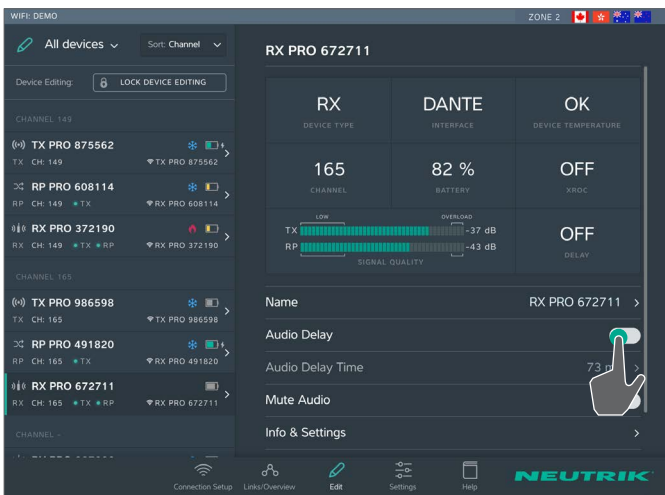 WIFI: DEMO
ZONE 2
All devices
Sort: Channel
Device Editing:
LOCK DEVICE EDITING
CHANNEL 149
TX PRO 875562
TX CH: 149
TX PRO 875562
RP PRO 608114
RP CH: 149 TX
RP PRO 608114
RX PRO 372190
RX CH: 149 TX RP
RX PRO 372190
CHANNEL 165
TX PRO 986598
TX CH: 165
TX PRO 986598
RP PRO 491820
RP CH: 165 TX
RX PRO 491820
RX PRO 672711
RX CH: 165 TX RP
RX PRO 672711
CHANNEL -
RX PRO 672711
RX
DEVICE TYPE
DANTE
INTERFACE
OK
DEVICE TEMPERATURE
165
CHANNEL
82 %
BATTERY
OFF
XROC
LOW
OVERLOAD
TX
-37 dB
RP
-43 dB
SIGNAL QUALITY
OFF
DELAY
Name
RX PRO 672711
Audio Delay
Audio Delay Time
73
Mute Audio
Info & Settings
Connection Setup
Links/Overview
Edit
Settings
Help
NEUTRIK